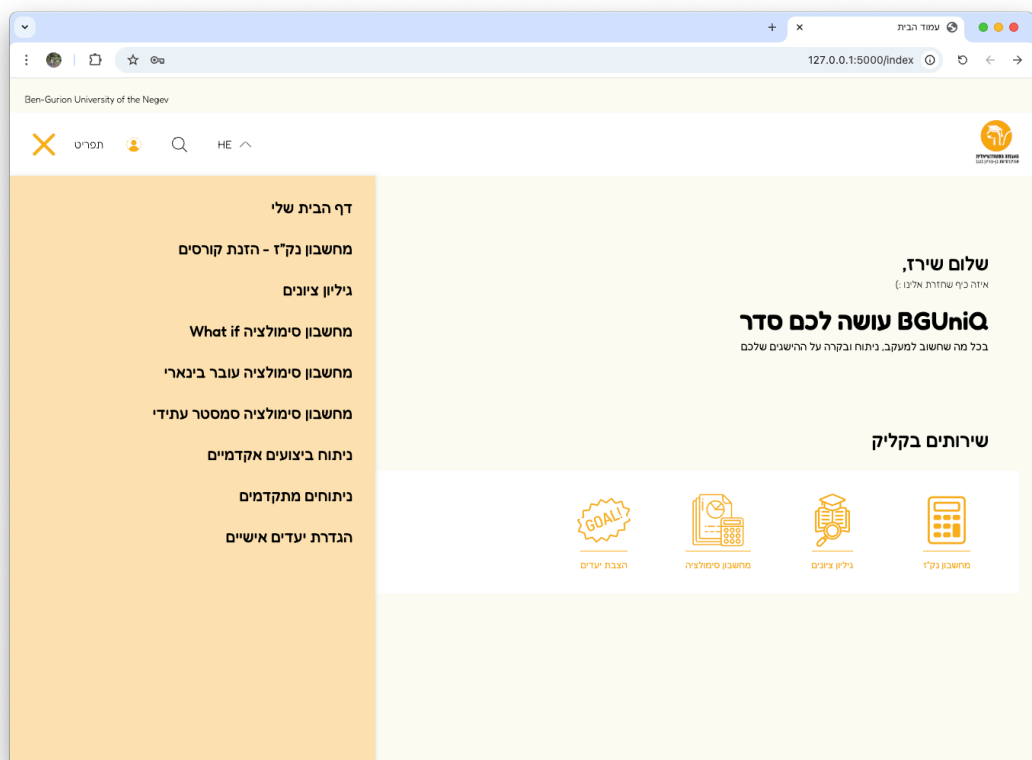 עמוד הבית
127.0.0.1:5000/index
Ben-Gurion University of the Negev
HE
תפריט
שלום שירז,
איזה כיף שחזרת אלינו :)
BGUniQ עושה לכם סדר
בכל מה שחשוב למעקב, ניתוח ובקרה על ההישגים שלכם
שירותים בקליק
מחשבון נק"ז
גיליון ציונים
מחשבון סימולציה
GOAL!
הצבת יעדים
דף הבית שלי
מחשבון נק"ז - הזנת קורסים
גיליון ציונים
מחשבון סימולציה What if
מחשבון סימולציה עובר בינארי
מחשבון סימולציה סמסטר עתידי
ניתוח ביצועים אקדמיים
ניתוחים מתקדמים
הגדרת יעדים אישיים